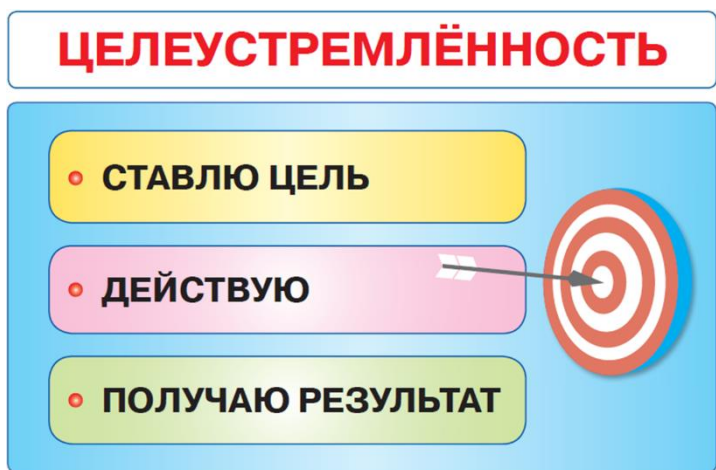 ЦЕЛЕУСТРЕМЛЁННОСТЬ
• СТАВЛЮ ЦЕЛЬ
• ДЕЙСТВУЮ
• ПОЛУЧАЮ РЕЗУЛЬТАТ